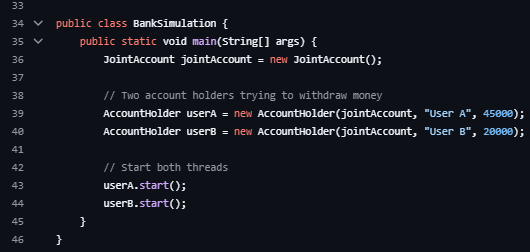 33
34 public class BankSimulation {
35     public static void main(String[] args) {
36         JointAccount jointAccount = new JointAccount();
37
38         // Two account holders trying to withdraw money
39         AccountHolder userA = new AccountHolder(jointAccount, "User A", 45000);
40         AccountHolder userB = new AccountHolder(jointAccount, "User B", 20000);
41
42         // Start both threads
43         userA.start();
44         userB.start();
45     }
46 }